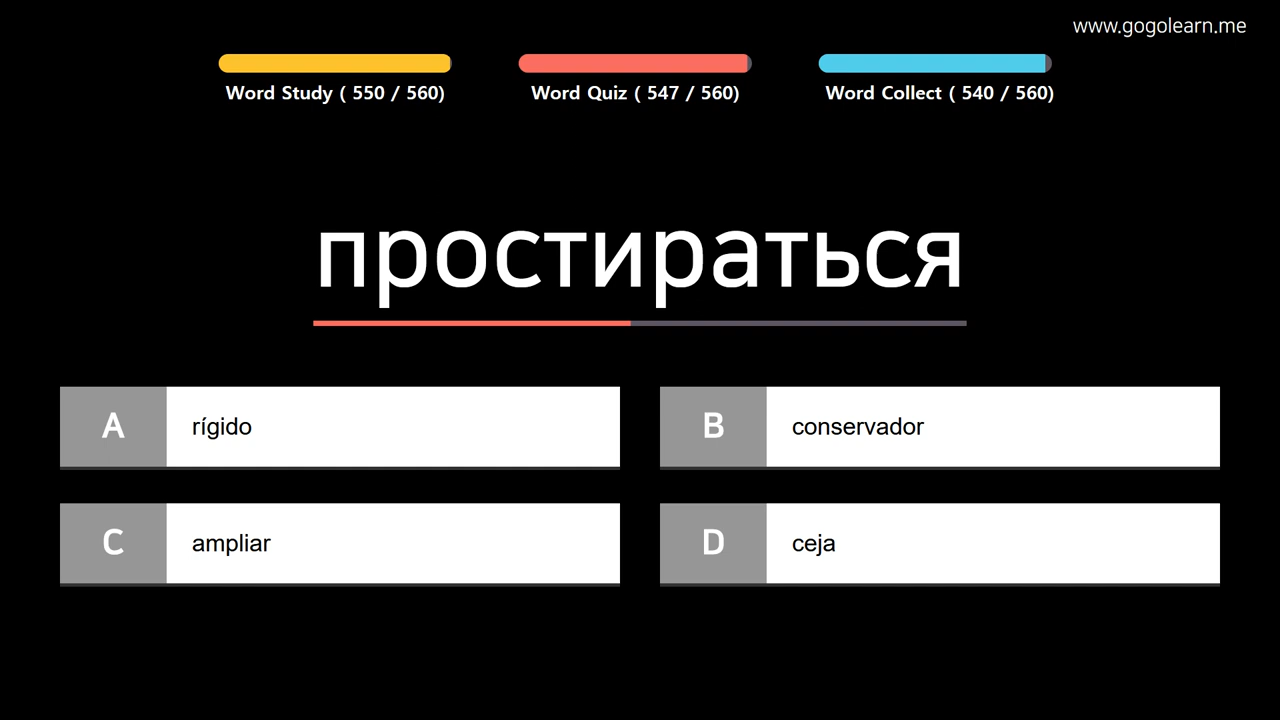 www.gogolearn.me
Word Study ( 550 / 560)
Word Quiz ( 547 / 560)
Word Collect ( 540 / 560)
простираться
A rígido
B conservador
C ampliar
D ceja